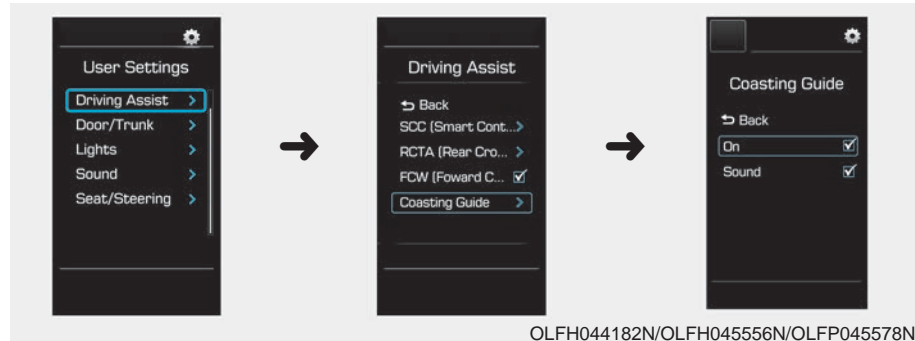 User Settings
Driving Assist >
Door/Trunk >
Lights >
Sound >
Seat/Steering >
Driving Assist
Back
SCC (Smart Cont...>
RCTA (Rear Cro... >
FCW (Foward C...
Coasting Guide >
Coasting Guide
Back
On
Sound
OLFH044182N/OLFH045556N/OLFP045578N